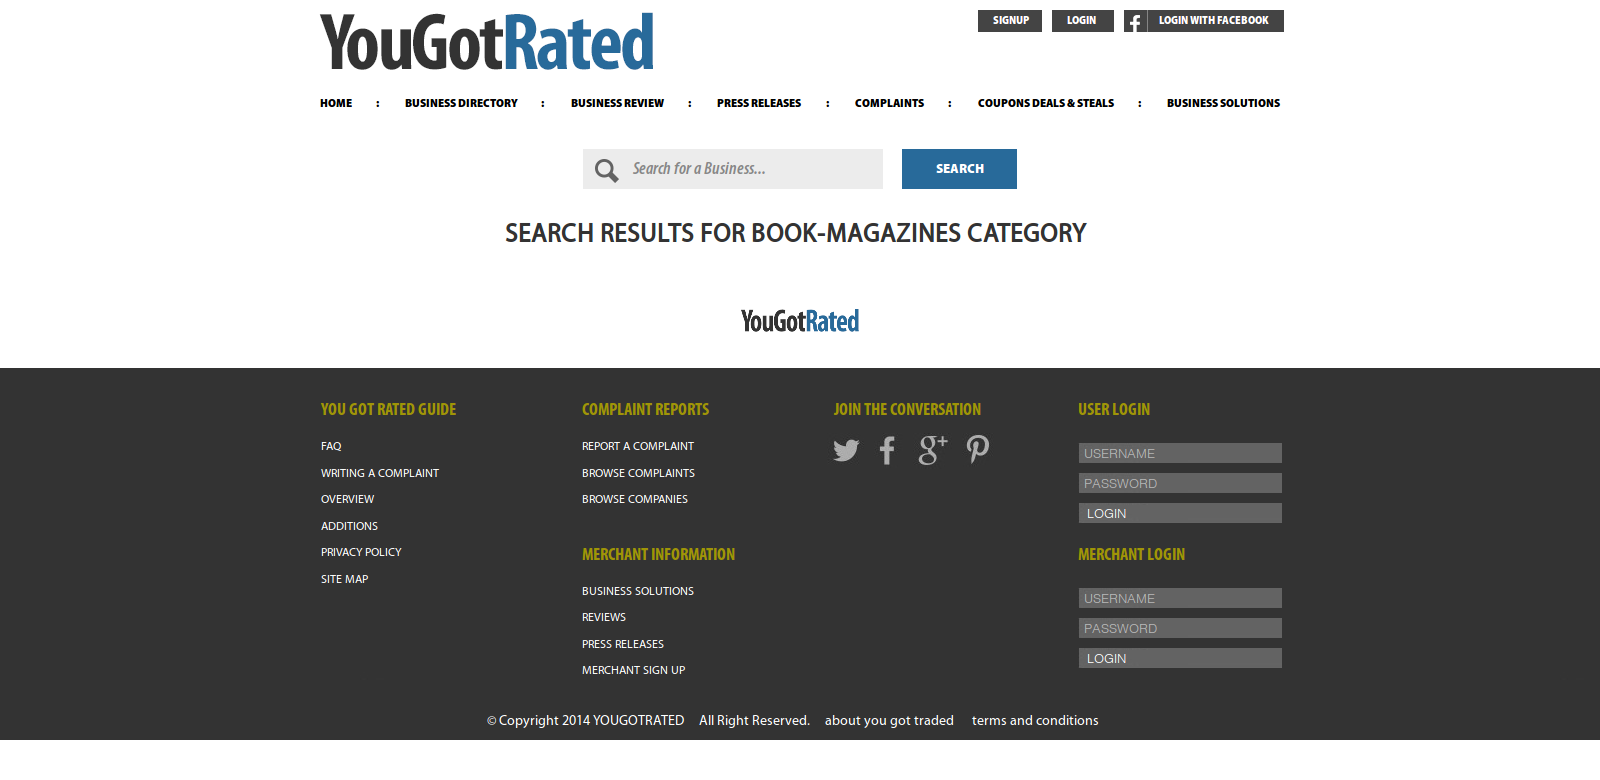 YouGotRated
SIGNUP
LOGIN
LOGIN WITH FACEBOOK
HOME : BUSINESS DIRECTORY : BUSINESS REVIEW : PRESS RELEASES : COMPLAINTS : COUPONS DEALS & STEALS : BUSINESS SOLUTIONS
Search for a Business...
SEARCH
SEARCH RESULTS FOR BOOK-MAGAZINES CATEGORY
YouGotRated
YOU GOT RATED GUIDE
FAQ
WRITING A COMPLAINT
OVERVIEW
ADDITIONS
PRIVACY POLICY
SITE MAP
COMPLAINT REPORTS
REPORT A COMPLAINT
BROWSE COMPLAINTS
BROWSE COMPANIES
MERCHANT INFORMATION
BUSINESS SOLUTIONS
REVIEWS
PRESS RELEASES
MERCHANT SIGN UP
JOIN THE CONVERSATION
USER LOGIN
USERNAME
PASSWORD
LOGIN
MERCHANT LOGIN
USERNAME
PASSWORD
LOGIN
© Copyright 2014 YOUGOTRATED All Right Reserved. about you got traded terms and conditions